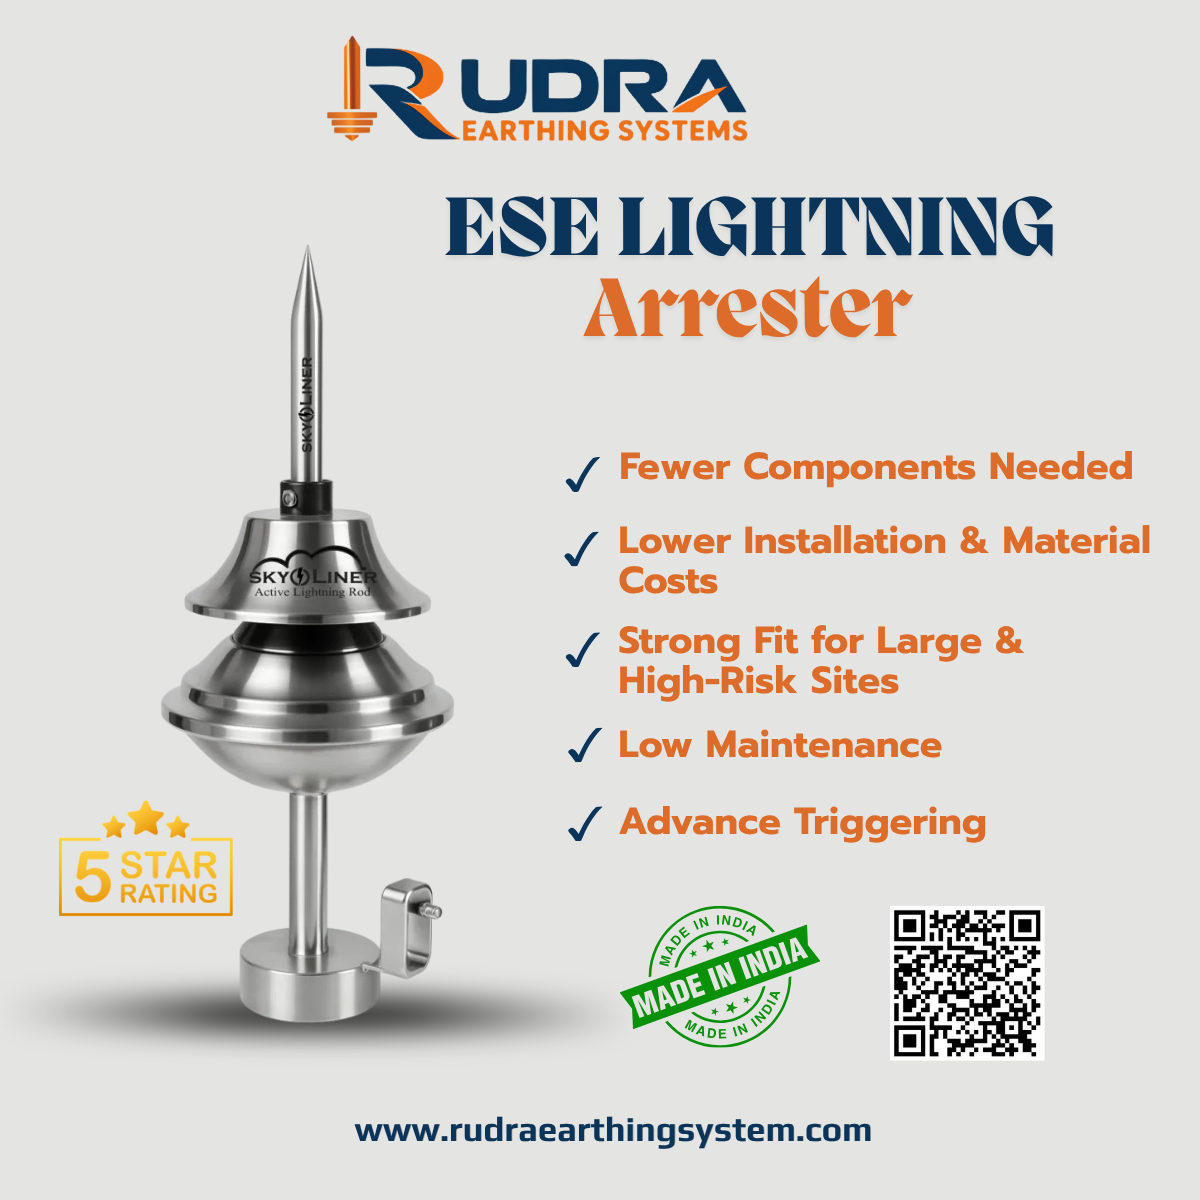 RUDRA
EARTHING SYSTEMS
ESE LIGHTNING
Arrester
SKYLINER
SKYLINER
Active Lightning Rod
Fewer Components Needed
Lower Installation & Material
Costs
Strong Fit for Large &
High-Risk Sites
Low Maintenance
Advance Triggering
5 STAR
RATING
MADE IN INDIA
MADE IN INDIA
MADE IN INDIA
www.rudraearthingsystem.com